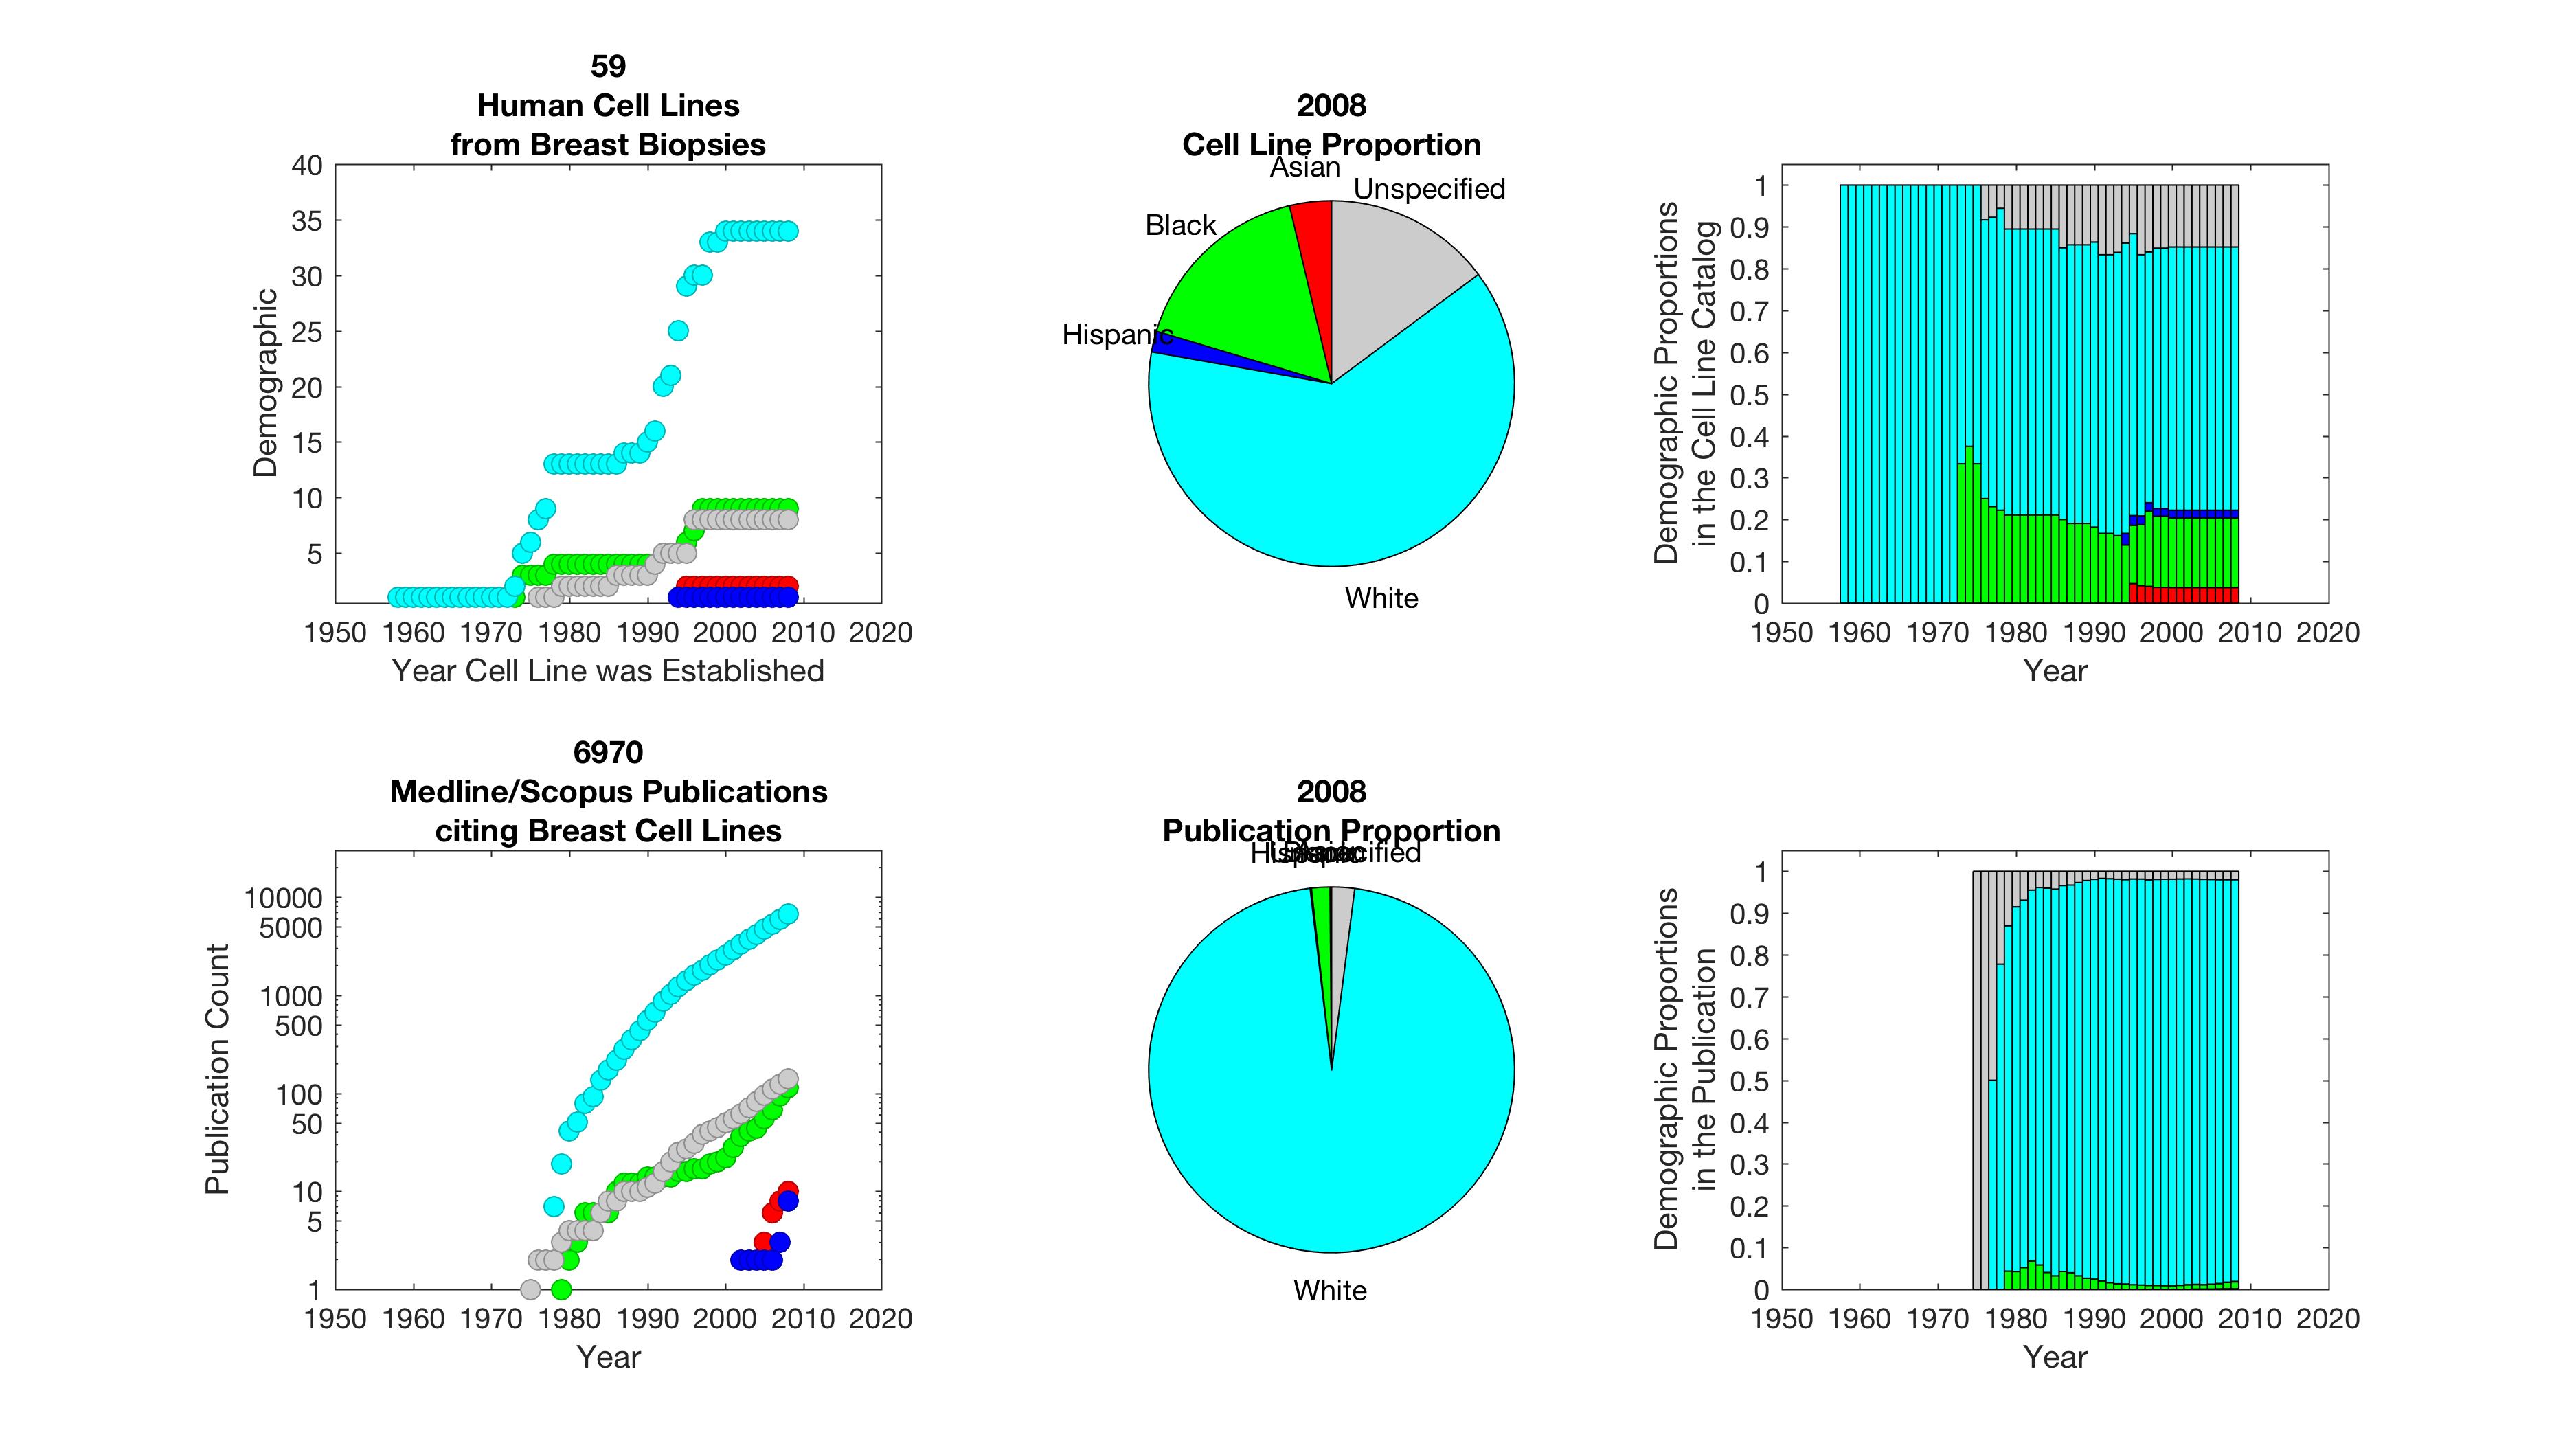 59
Human Cell Lines
from Breast Biopsies
40
35
30
25
20
15
10
5
Demographic
1950 1960 1970 1980 1990 2000 2010 2020
Year Cell Line was Established
2008
Cell Line Proportion
Asian
Unspecified
Black
Hispanic
White
1
0.9
0.8
0.7
0.6
0.5
0.4
0.3
0.2
0.1
0
Demographic Proportions
in the Cell Line Catalog
1950 1960 1970 1980 1990 2000 2010 2020
Year
6970
Medline/Scopus Publications
citing Breast Cell Lines
10000
5000
1000
500
100
50
10
5
1
Publication Count
1950 1960 1970 1980 1990 2000 2010 2020
Year
2008
Publication Proportion
White
1
0.9
0.8
0.7
0.6
0.5
0.4
0.3
0.2
0.1
0
Demographic Proportions
in the Publication
1950 1960 1970 1980 1990 2000 2010 2020
Year